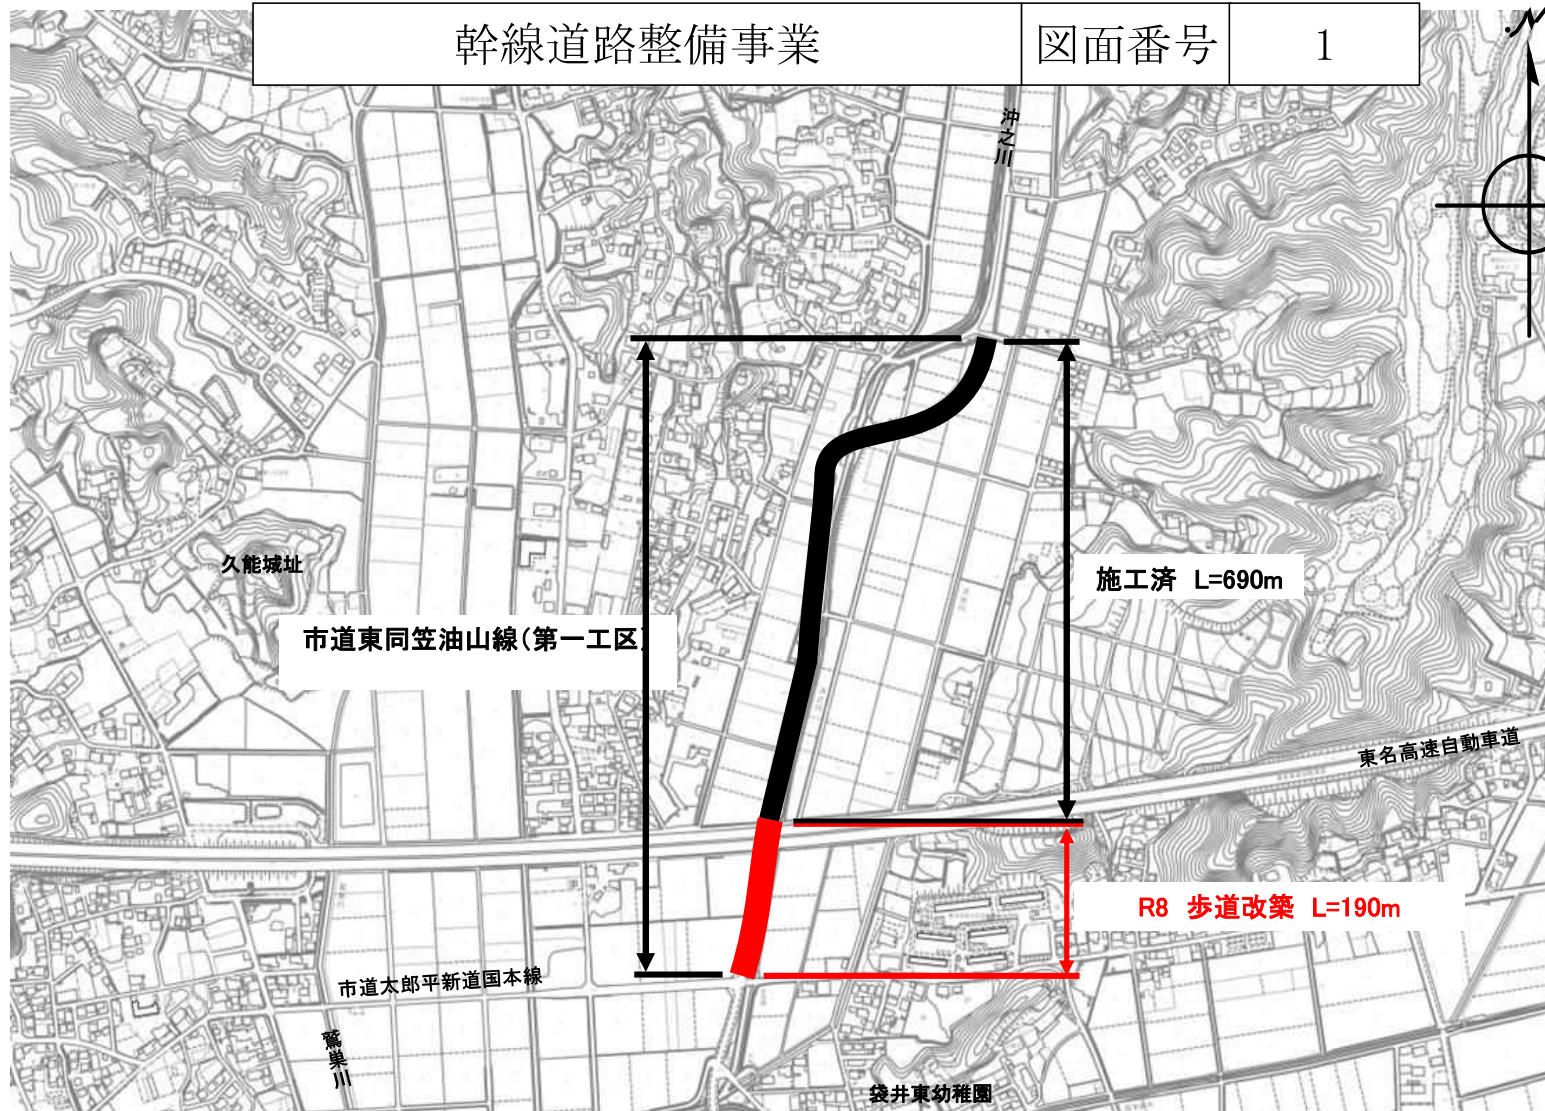 幹線道路整備事業 図面番号 1
沖之川
久能城址
施工済 L=690m
市道東同笠油山線(第一工区)
東名高速自動車道
R8 歩道改築 L=190m
市道太郎平新道国本線
鷲巣川
袋井東幼稚園